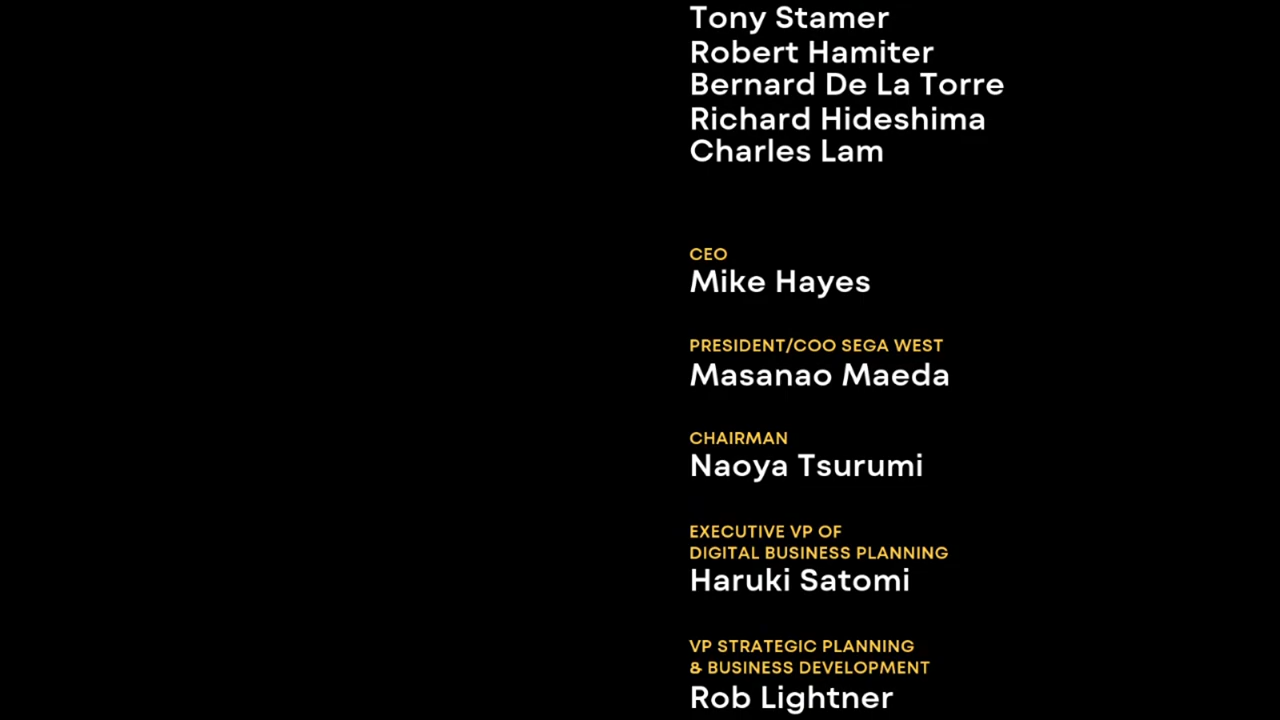 Tony Stamer
Robert Hamiter
Bernard De La Torre
Richard Hideshima
Charles Lam
CEO
Mike Hayes
PRESIDENT/COO SEGA WEST
Masanao Maeda
CHAIRMAN
Naoya Tsurumi
EXECUTIVE VP OF
DIGITAL BUSINESS PLANNING
Haruki Satomi
VP STRATEGIC PLANNING
& BUSINESS DEVELOPMENT
Rob Lightner